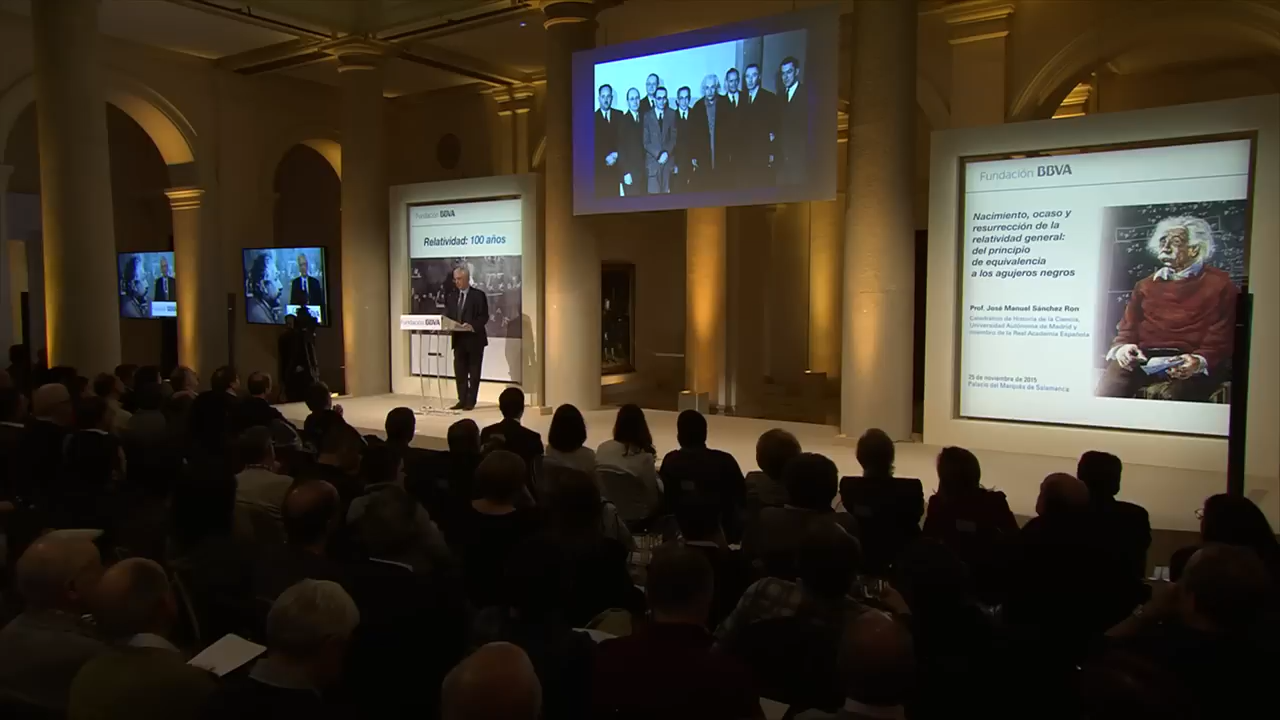 Fundación BBVA
Relatividad: 100 años
Fundación BBVA
Fundación BBVA
Nacimiento, ocaso y
resurrección de la
relatividad general:
del principio
de equivalencia
a los agujeros negros
Prof. José Manuel Sánchez Ron
Catedrático de Historia de la Ciencia,
Universidad Autónoma de Madrid y
miembro de la Real Academia Española
25 de noviembre de 2015
Palacio del Marqués de Salamanca